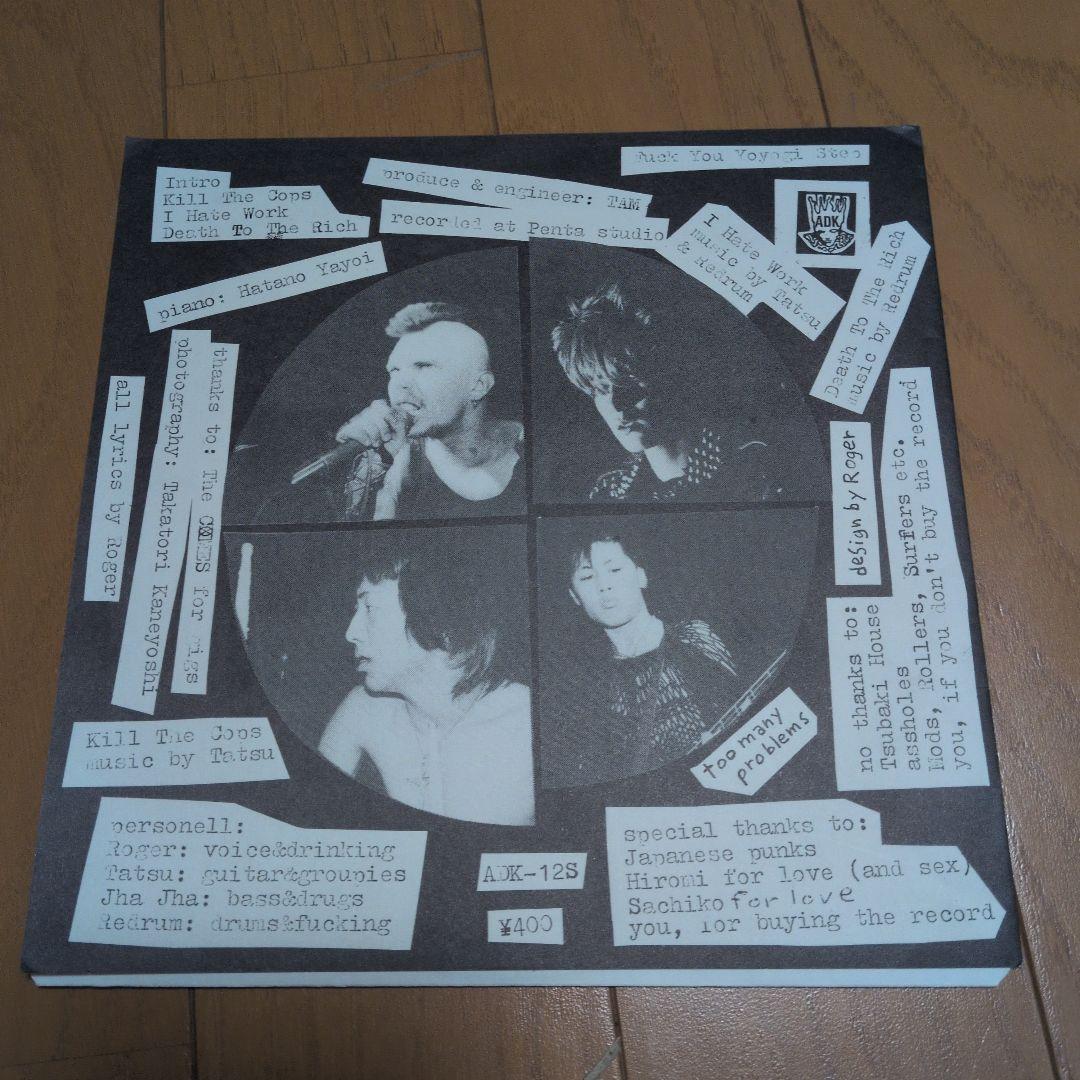 Intro
Kill The Cops
I Hate Work
Death To The Rich
produce & engineer: TAM
recorded at Penta studio
Fuck You Yoyogi Step
ADK
I Hate Work
music by Tatsu
& Redrum
Death To The Rich
music by Redrum
piano: Hatano Yayoi
thanks to: The for gigs
photography: Takatori Kaneyoshi
all lyrics by Roger
design by Roger
no thanks to:
Tsubaki House
assholes
Mods, Rollers, Surfers etc.
you, if you don't buy the record
Kill The Cops
music by Tatsu
too many
problems
personell:
Roger: voice&drinking
Tatsu: guitar&groupies
Jha Jha: bass&drugs
Redrum: drums&fucking
ADK-12S
¥400
special thanks to:
Japanese punks
Hiromi for love (and sex)
Sachiko for love
you, for buying the record